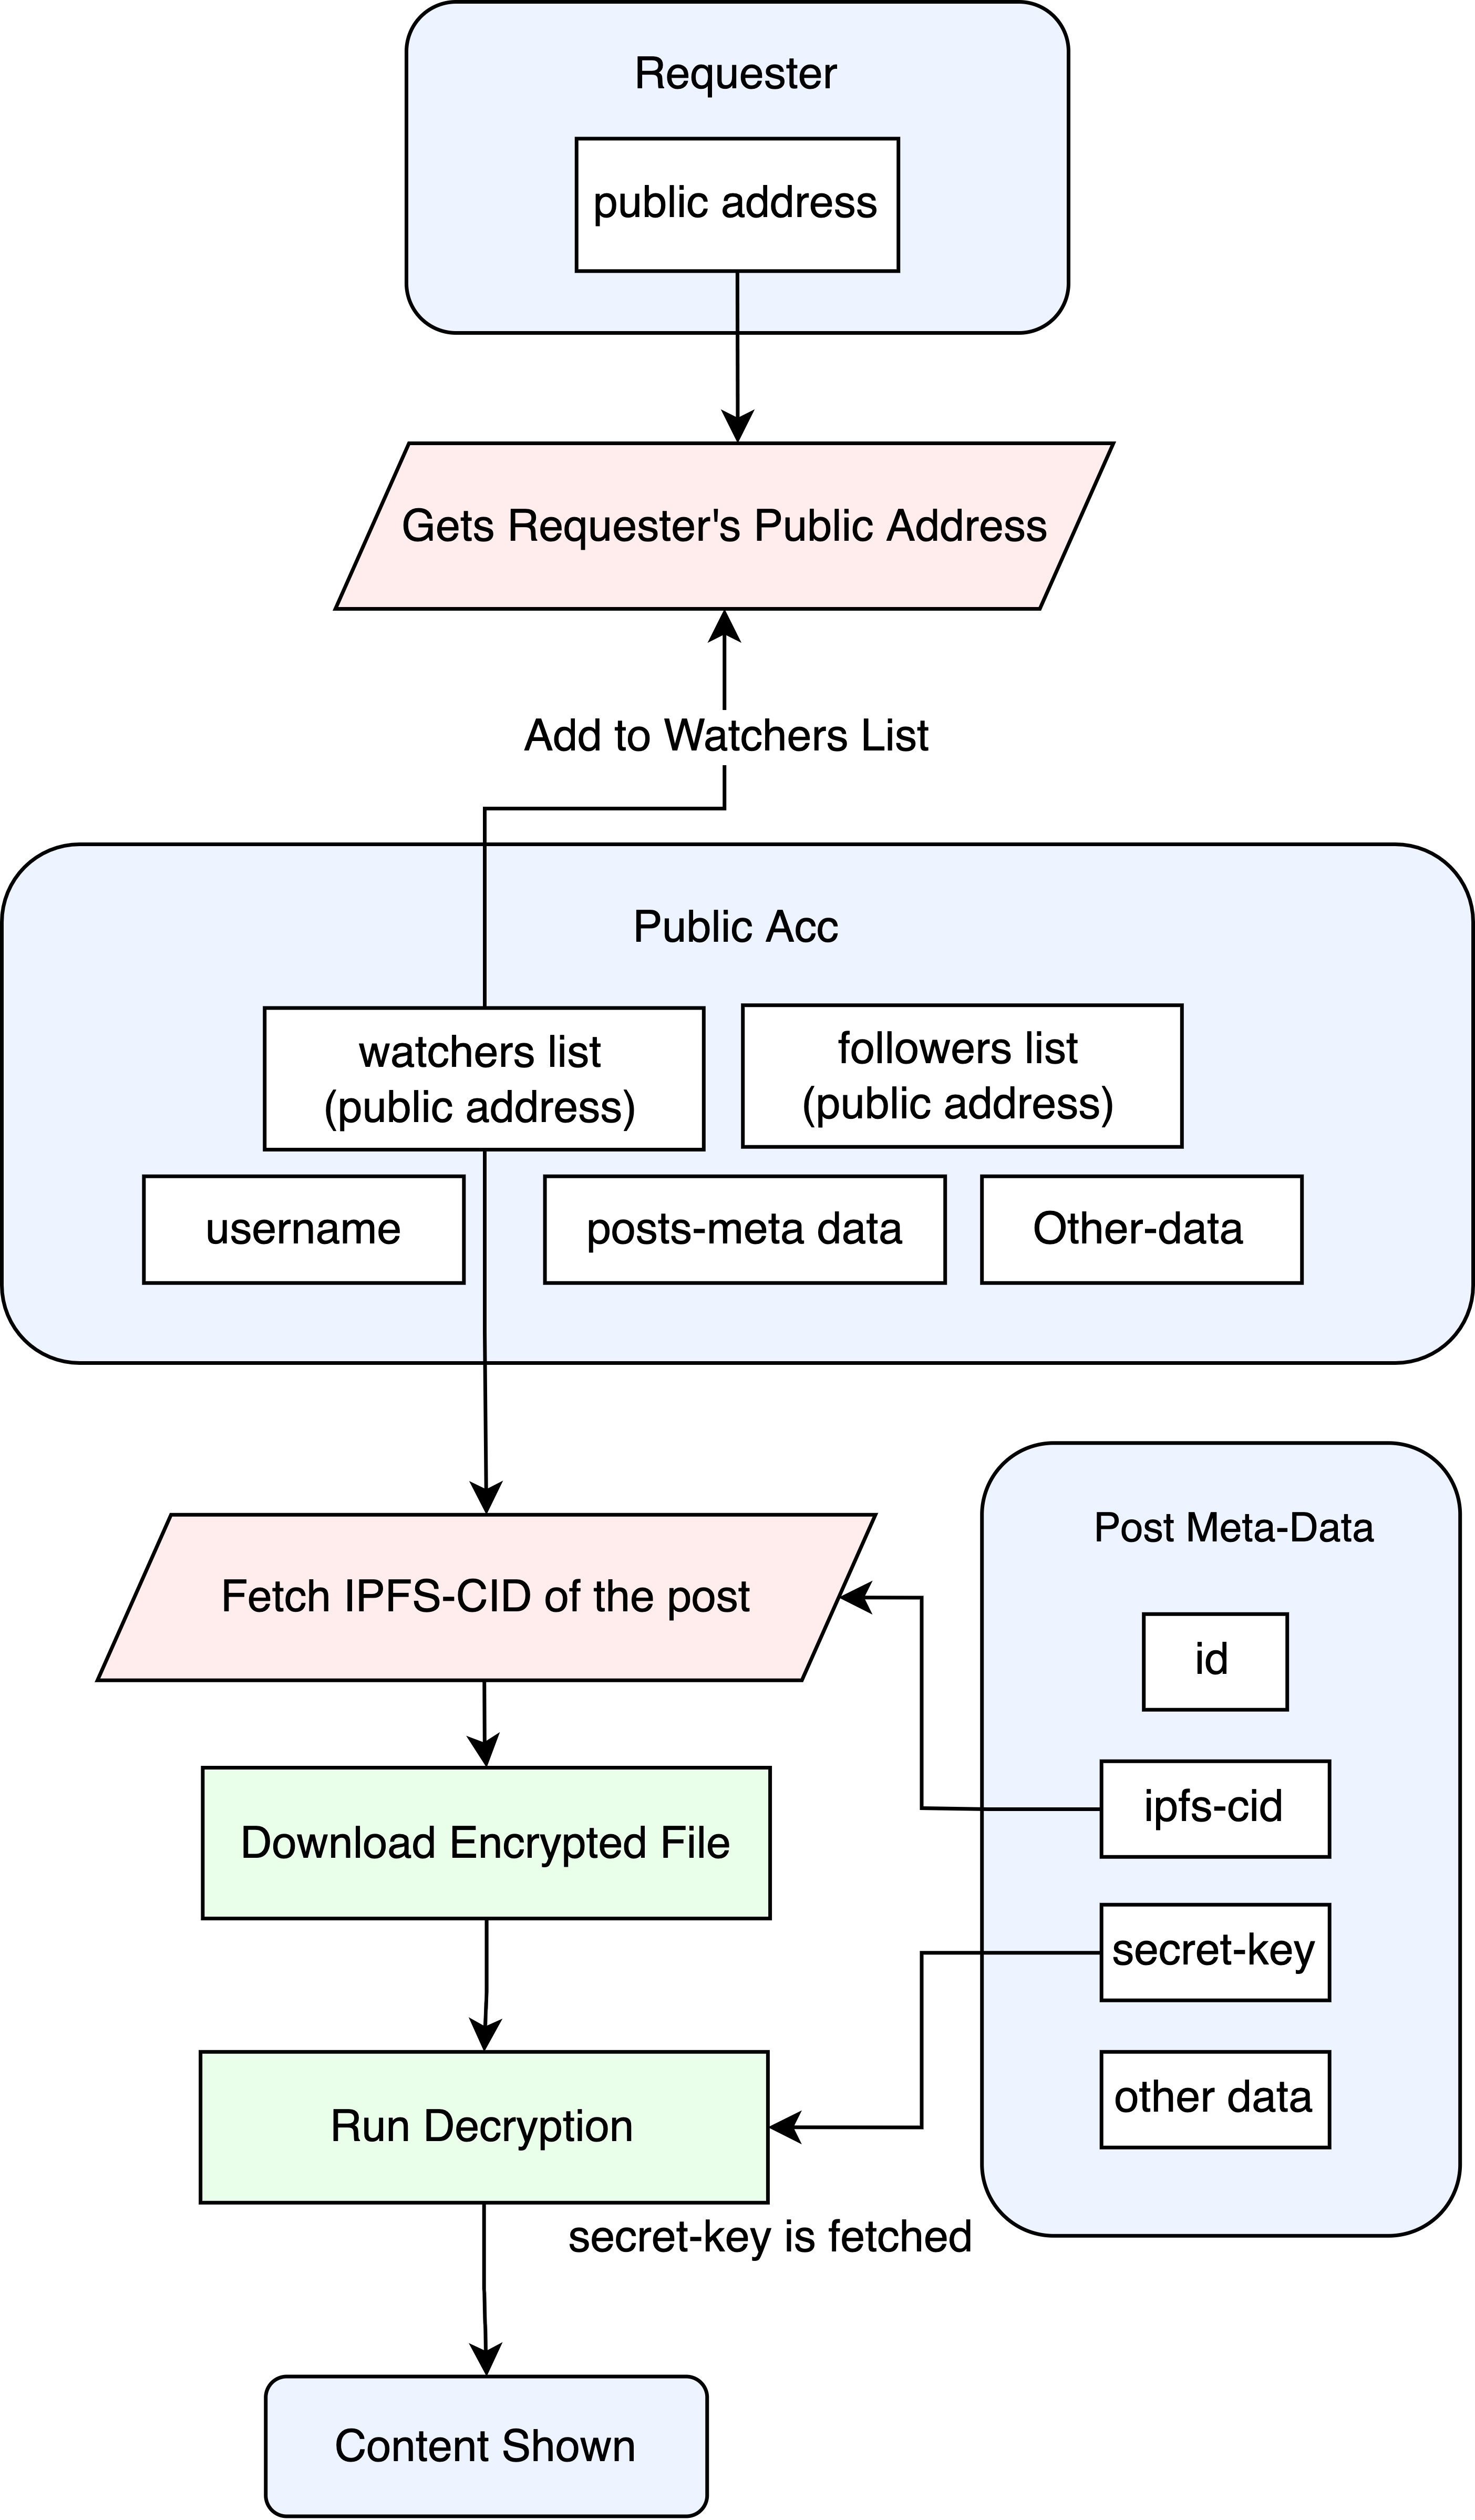 Requester
public address
Gets Requester's Public Address
Add to Watchers List
Public Acc
watchers list
(public address)
followers list
(public address)
username
posts-meta data
Other-data
Post Meta-Data
Fetch IPFS-CID of the post
id
ipfs-cid
Download Encrypted File
secret-key
other data
Run Decryption
secret-key is fetched
Content Shown